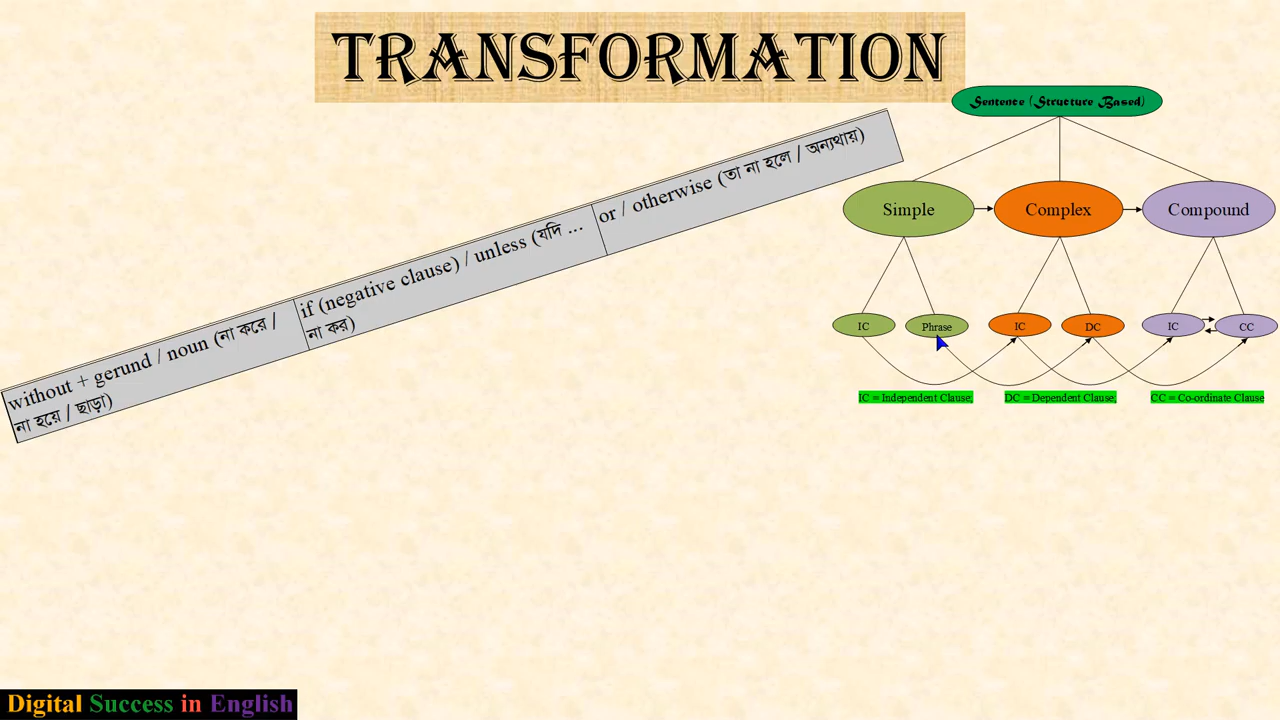 TRANSFORMATION
Sentence (Structure Based)
without + gerund / noun (না করে /
না হয়ে / ছাড়া)
if (negative clause) / unless (যদি ...
না কর)
or / otherwise (তা না হলে / অন্যথায়)
Simple
Complex
Compound
IC
Phrase
IC
DC
IC
CC
IC = Independent Clause,
DC = Dependent Clause,
CC = Co-ordinate Clause
Digital Success in English